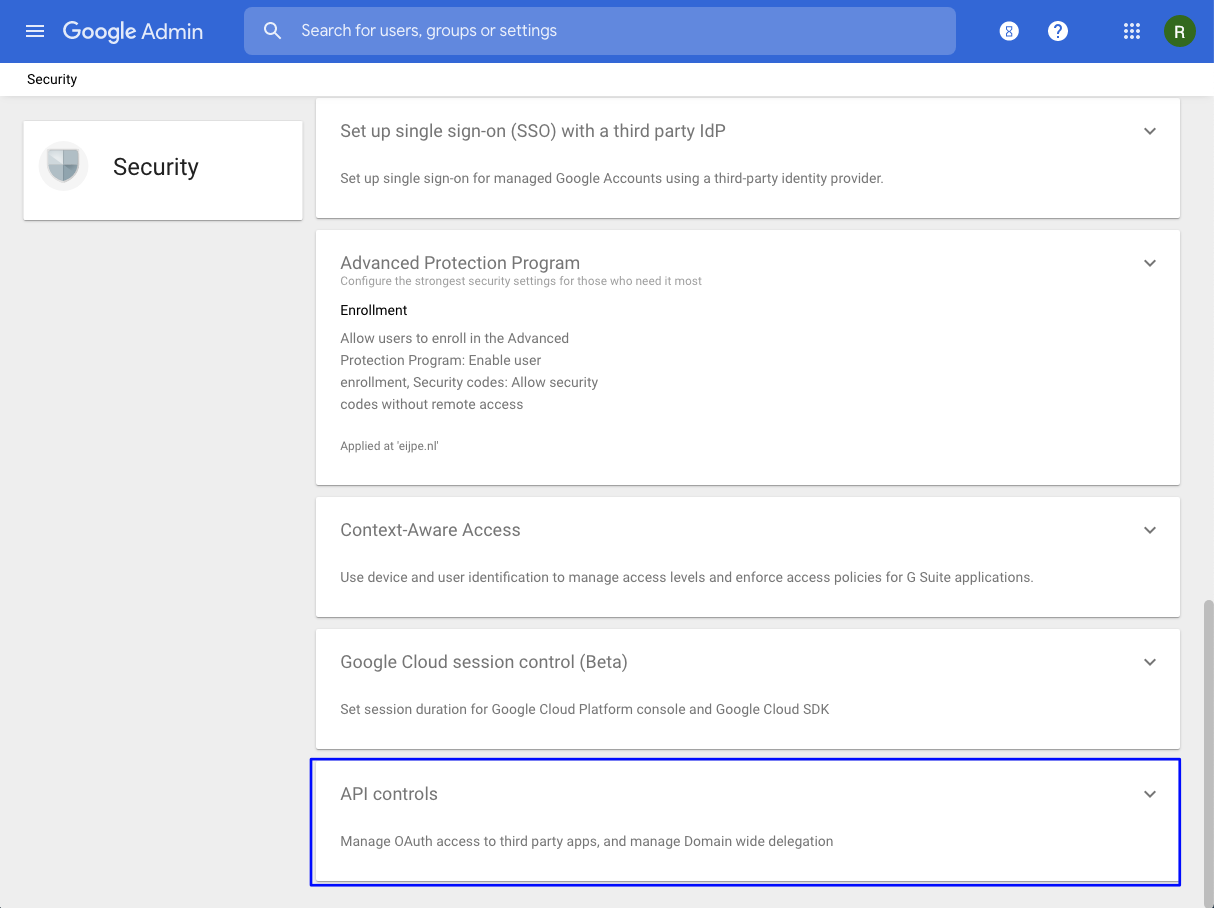 Google Admin
Search for users, groups or settings
R
Security
Security
Set up single sign-on (SSO) with a third party IdP
Set up single sign-on for managed Google Accounts using a third-party identity provider.
Advanced Protection Program
Configure the strongest security settings for those who need it most
Enrollment
Allow users to enroll in the Advanced
Protection Program: Enable user
enrollment, Security codes: Allow security
codes without remote access
Applied at 'eijpe.nl'
Context-Aware Access
Use device and user identification to manage access levels and enforce access policies for G Suite applications.
Google Cloud session control (Beta)
Set session duration for Google Cloud Platform console and Google Cloud SDK
API controls
Manage OAuth access to third party apps, and manage Domain wide delegation